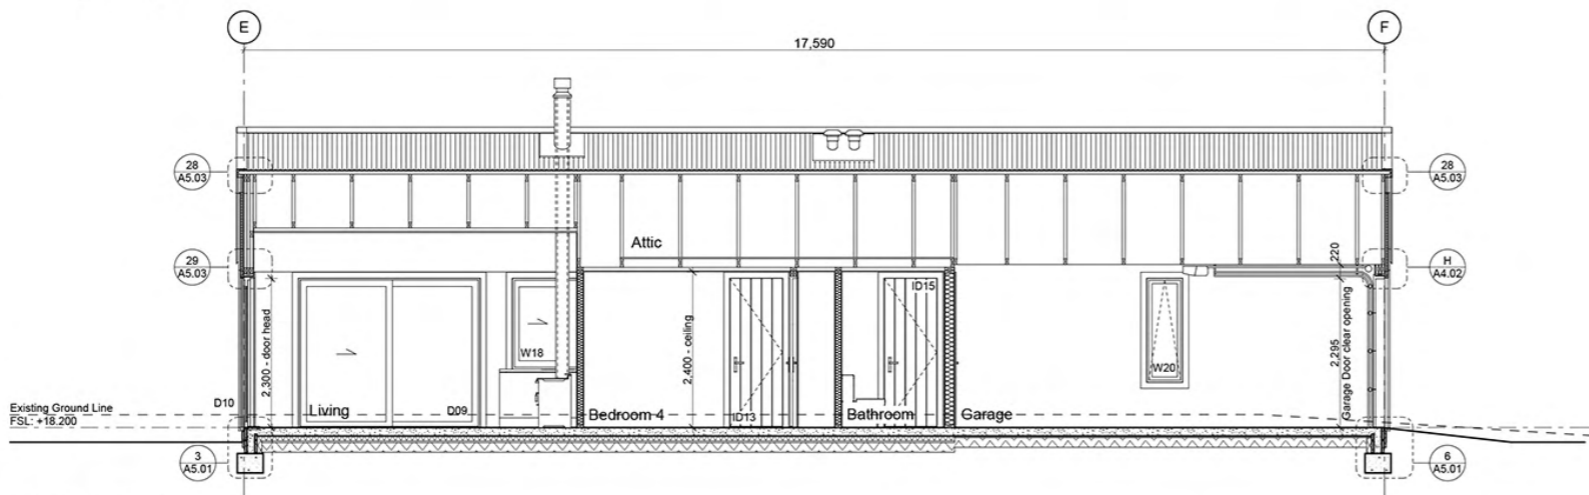 E
F
17,590
28
A5.03
28
A5.03
Attic
29
A5.03
H
A4.02
220
ID15
2,300 - door head
2,400 - ceiling
2,295
Garage Door clear opening
W18
W20
D10
Existing Ground Line
FSL: +18.200
Living
D09
Bedroom 4
ID13
Bathroom
Garage
3
A5.01
6
A5.01